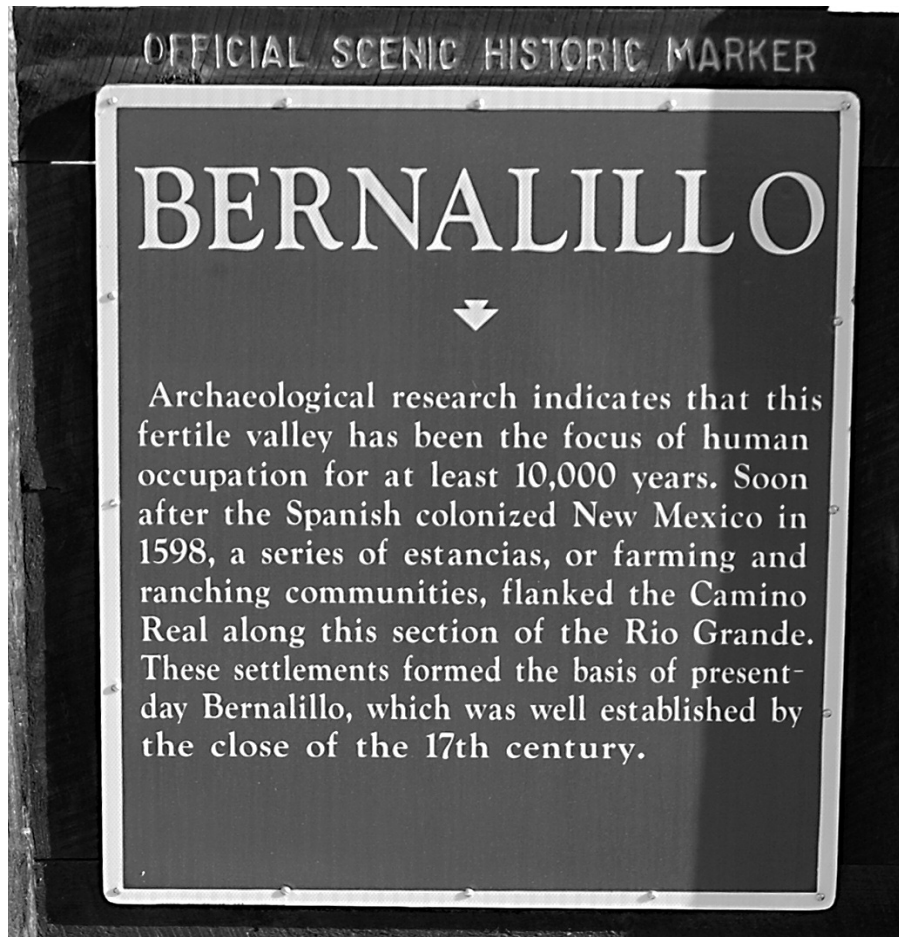 OFFICIAL SCENIC HISTORIC MARKER
BERNALILLO
Archaeological research indicates that this
fertile valley has been the focus of human
occupation for at least 10,000 years. Soon
after the Spanish colonized New Mexico in
1598, a series of estancias, or farming and
ranching communities, flanked the Camino
Real along this section of the Rio Grande.
These settlements formed the basis of present-
day Bernalillo, which was well established by
the close of the 17th century.